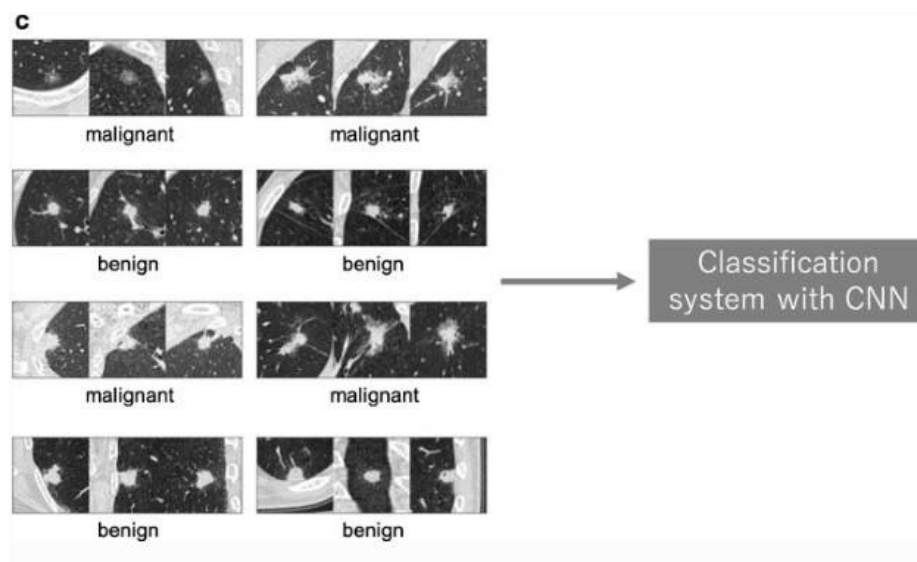 c
malignant
malignant
benign
benign
malignant
malignant
benign
benign
Classification
system with CNN